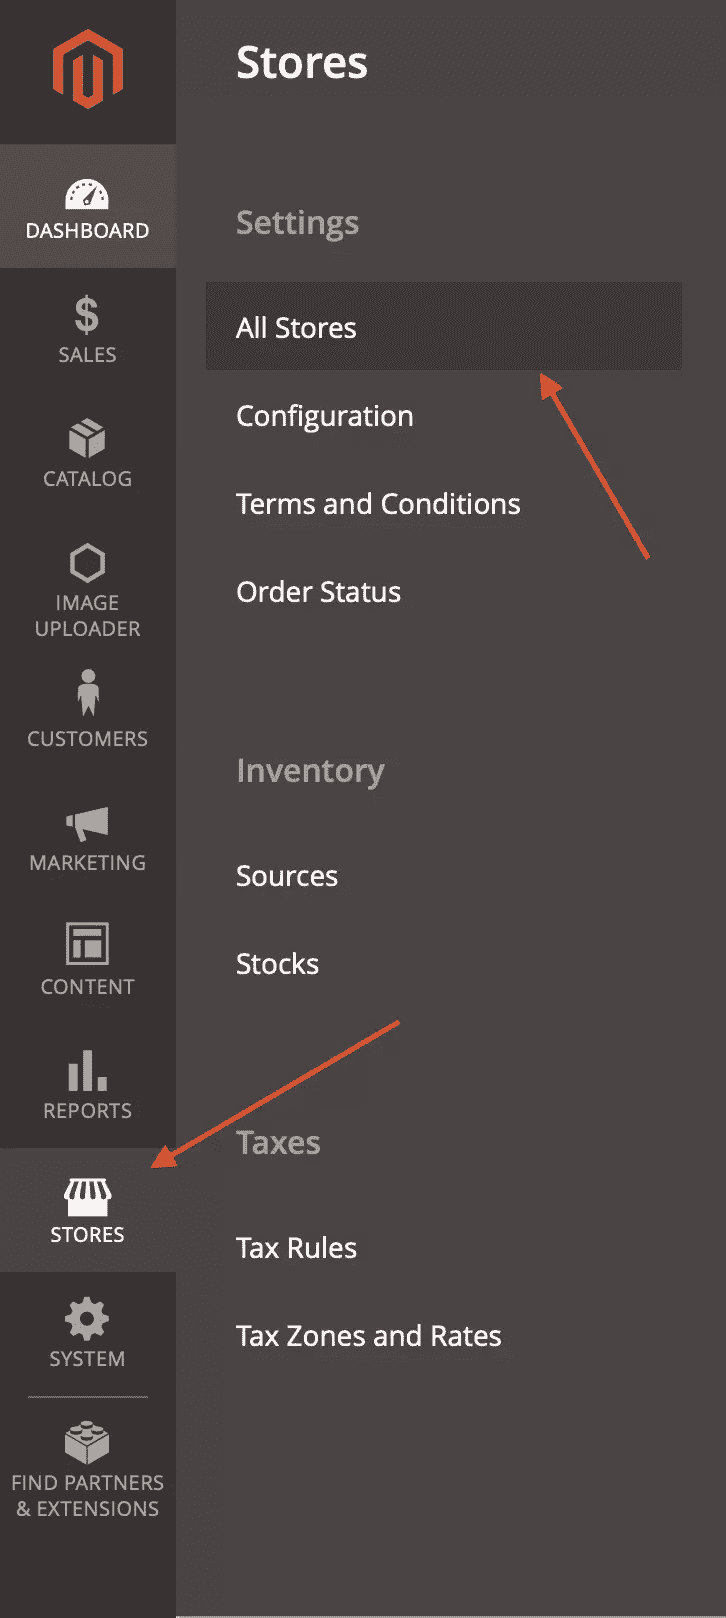 DASHBOARD
SALES
CATALOG
IMAGE
UPLOADER
CUSTOMERS
MARKETING
CONTENT
REPORTS
STORES
SYSTEM
FIND PARTNERS
& EXTENSIONS
Stores
Settings
All Stores
Configuration
Terms and Conditions
Order Status
Inventory
Sources
Stocks
Taxes
Tax Rules
Tax Zones and Rates